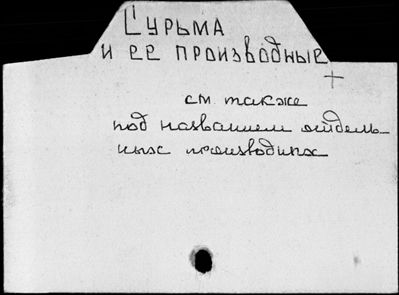 Сурьма
и ее производные
+
см. также
под названием отдель
ных производных